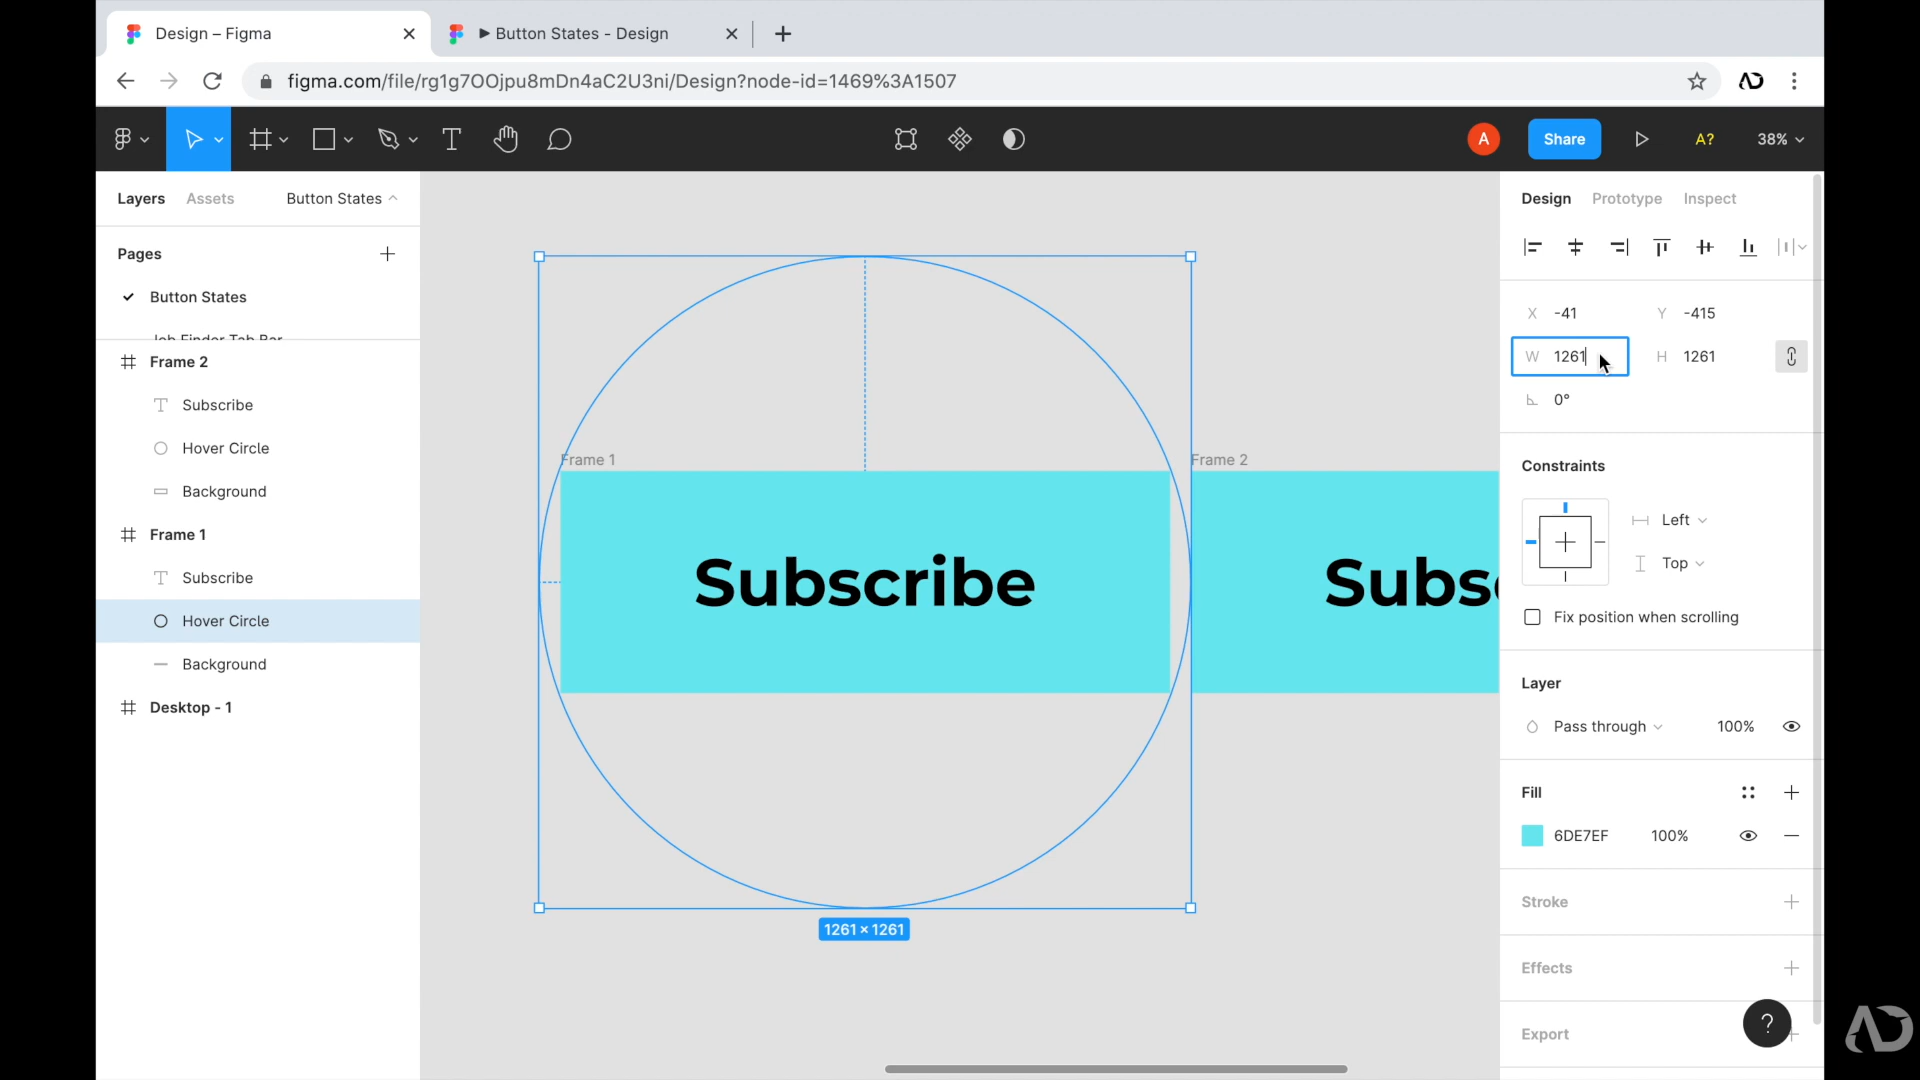 Design – Figma
▶ Button States - Design
figma.com/file/rg1g7OOjpu8mDn4aC2U3ni/Design?node-id=1469%3A1507
A
Share
A?
38%
Layers
Assets
Button States
Design
Prototype
Inspect
Pages
Button States
Job Finder Tab Bar
Frame 2
Subscribe
Hover Circle
Background
Frame 1
Subscribe
Hover Circle
Background
Desktop - 1
Frame 1
Subscribe
1261 × 1261
Frame 2
Subsc
X -41
Y -415
W 1261
H 1261
0°
Constraints
Left
Top
Fix position when scrolling
Layer
Pass through
100%
Fill
6DE7EF
100%
Stroke
Effects
Export
?